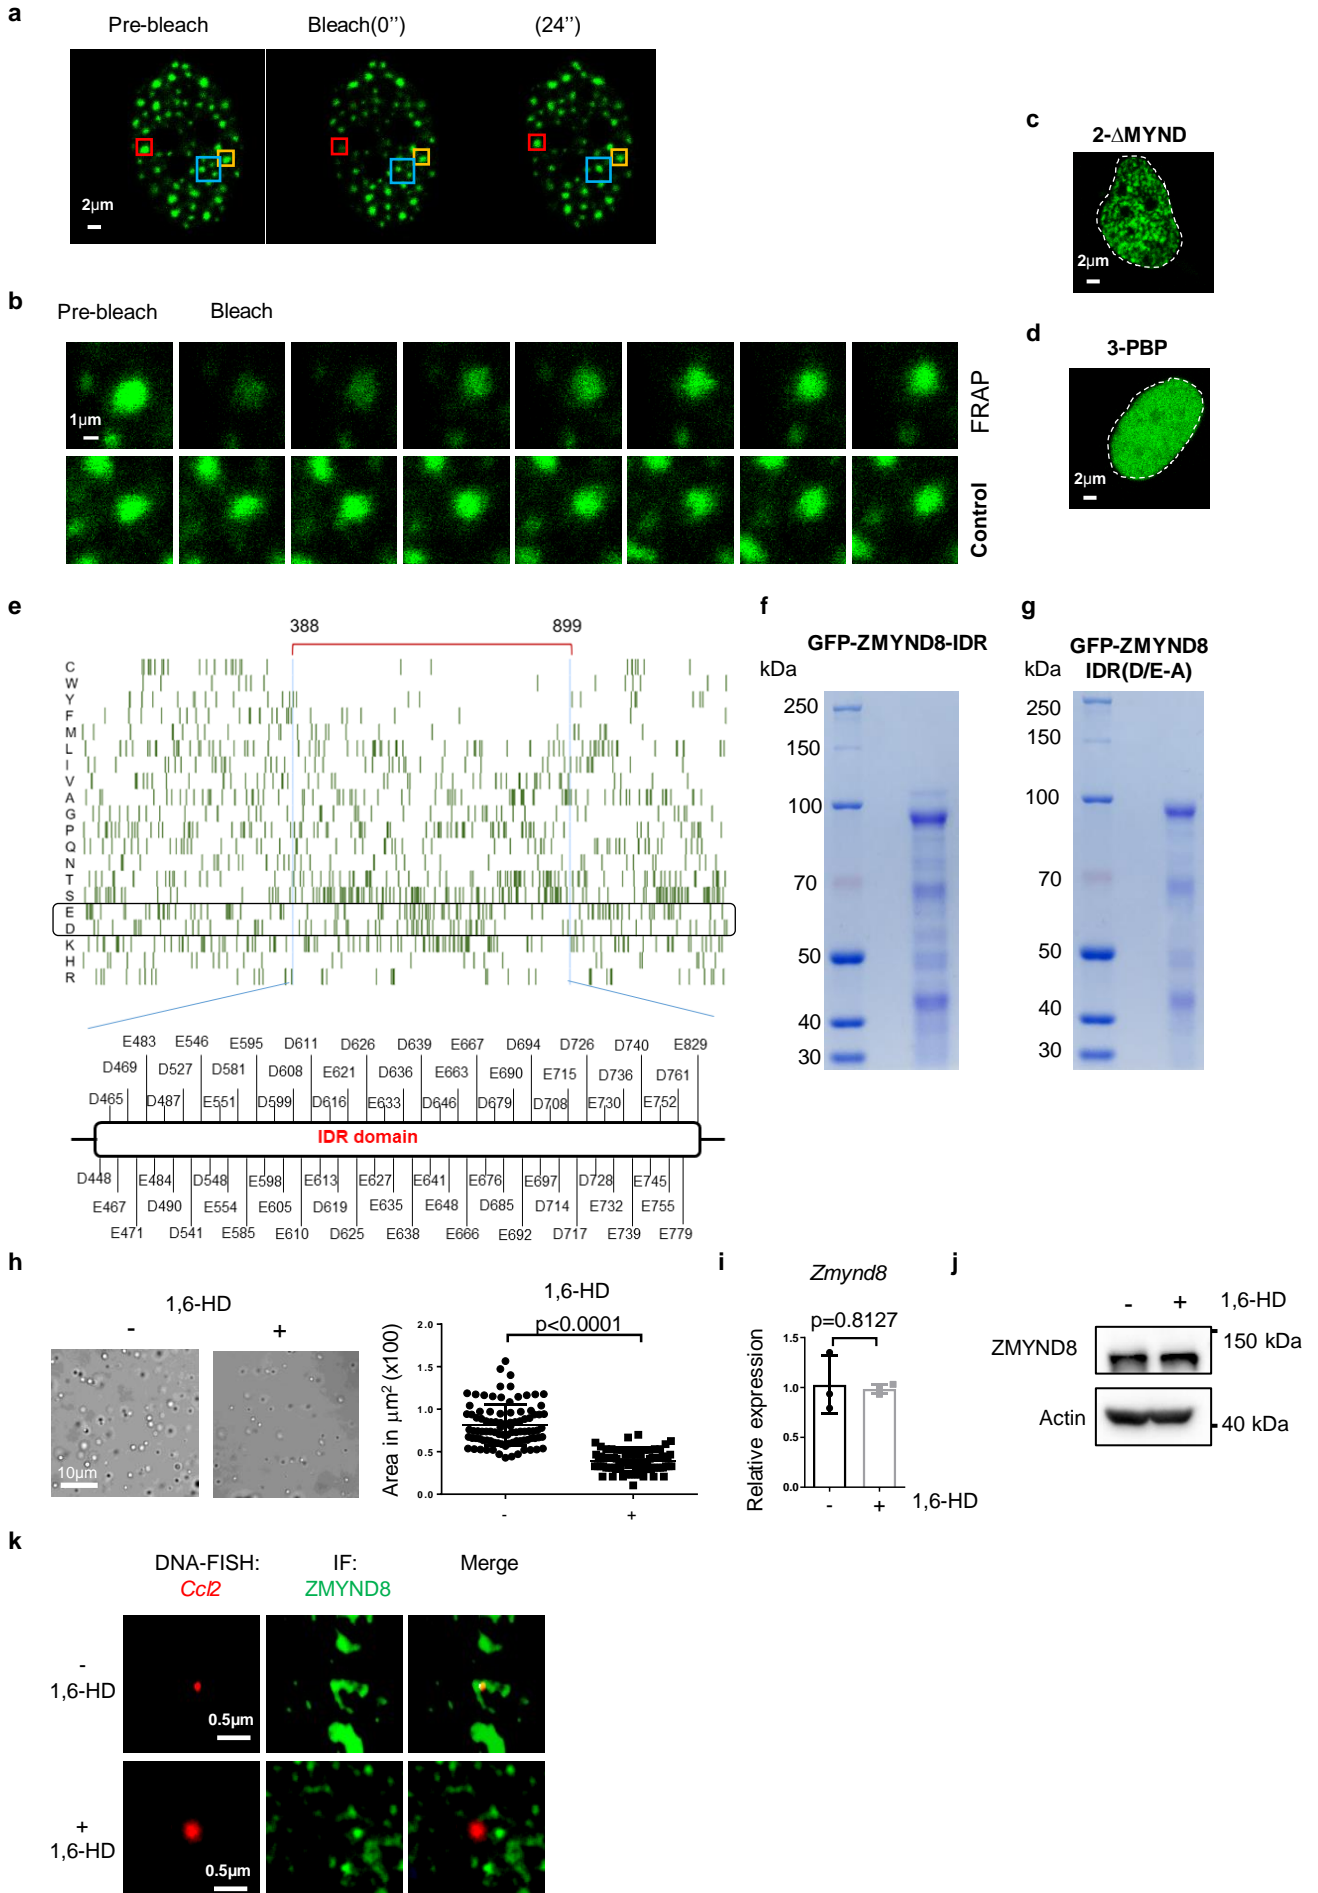 a
Pre-bleach
Bleach(0'')
(24'')
2μm
b
Pre-bleach
Bleach
1μm
FRAP
Control
c
2-ΔMYND
2μm
d
3-PBP
2μm
e
388
899
C
W
Y
F
M
L
I
V
A
G
P
Q
N
T
S
E
D
K
H
R
E483 E546 E595 D611 D626 D639 E667 D694 D726 D740 E829
D469 D527 D581 D608 E621 D636 E663 E690 E715 D736 D761
D465 D487 E551 D599 D616 E633 D646 D679 D708 E730 E752
IDR domain
D448 E484 D548 E598 E613 E627 E641 E676 E697 D728 E745
E467 D490 E554 E605 D619 E635 E648 D685 D714 E732 E755
E471 D541 E585 E610 D625 E638 E666 E692 D717 E739 E779
f
GFP-ZMYND8-IDR
kDa
250
150
100
70
50
40
30
g
GFP-ZMYND8
IDR(D/E-A)
kDa
250
150
100
70
50
40
30
h
1,6-HD
- +
10μm
1,6-HD
p<0.0001
Area in μm² (x100)
2.0
1.5
1.0
0.5
0.0
- +
i
Zmynd8
p=0.8127
Relative expression
1.5
1.0
0.5
0.0
- + 1,6-HD
j
- + 1,6-HD
ZMYND8
150 kDa
Actin
40 kDa
k
DNA-FISH:
Ccl2
IF:
ZMYND8
Merge
-
1,6-HD
0.5μm
+
1,6-HD
0.5μm